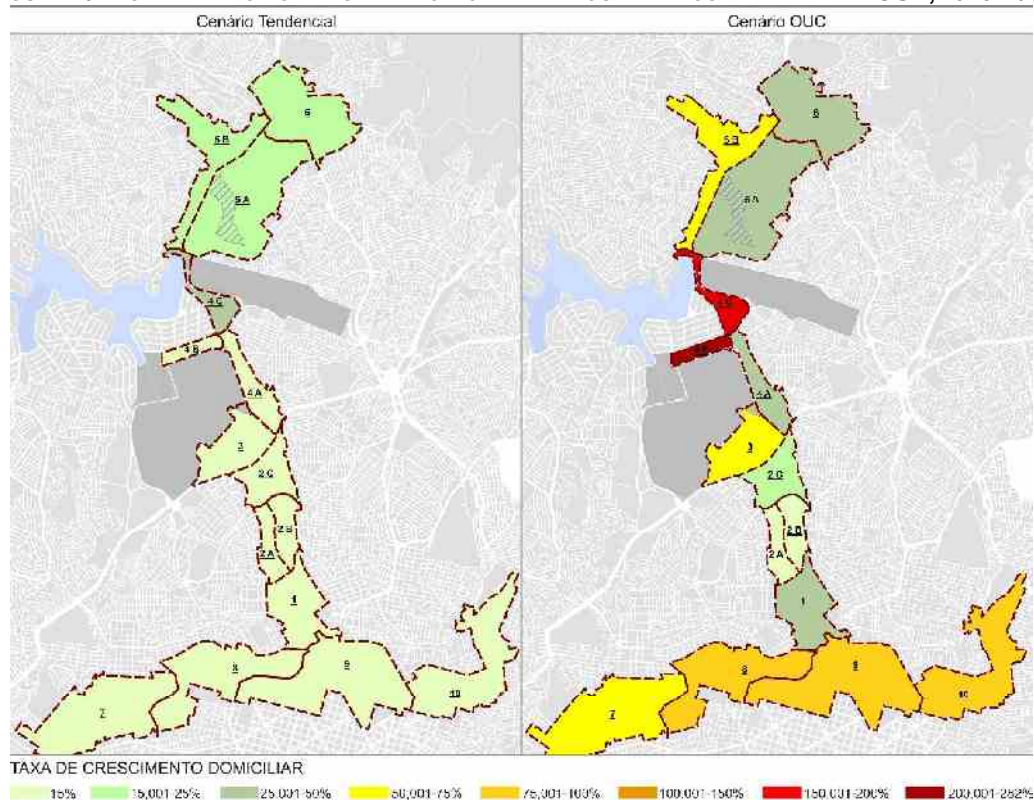 Cenário Tendencial
Cenário OUC
6
5 B
5 A
4 C
4 B
4 A
3
2 C
2 B
2 A
1
8
9
10
7
6
5 B
5 A
4 A
3
2 C
2 B
2 A
1
8
9
10
7
TAXA DE CRESCIMENTO DOMICILIAR
15%
15,001-25%
25,001-50%
50,001-75%
75,001-100%
100,001-150%
150,001-200%
200,001-262%